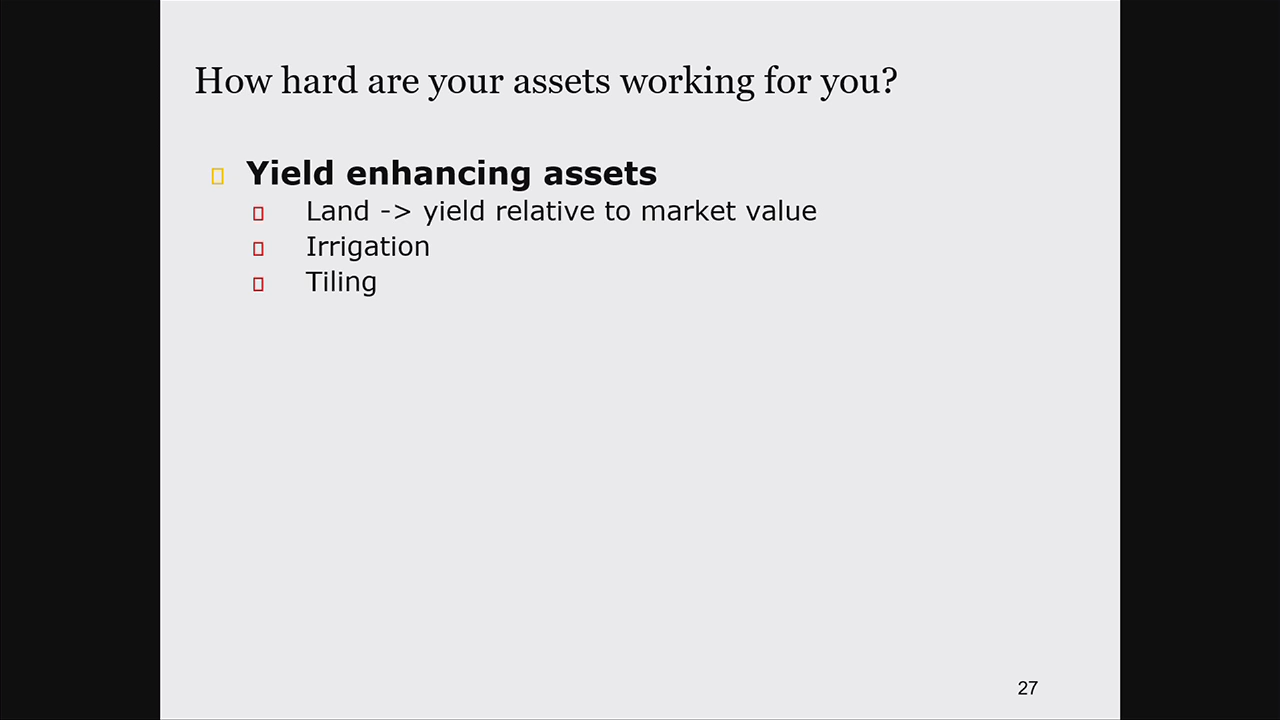 How hard are your assets working for you?
Yield enhancing assets
Land -> yield relative to market value
Irrigation
Tiling
27